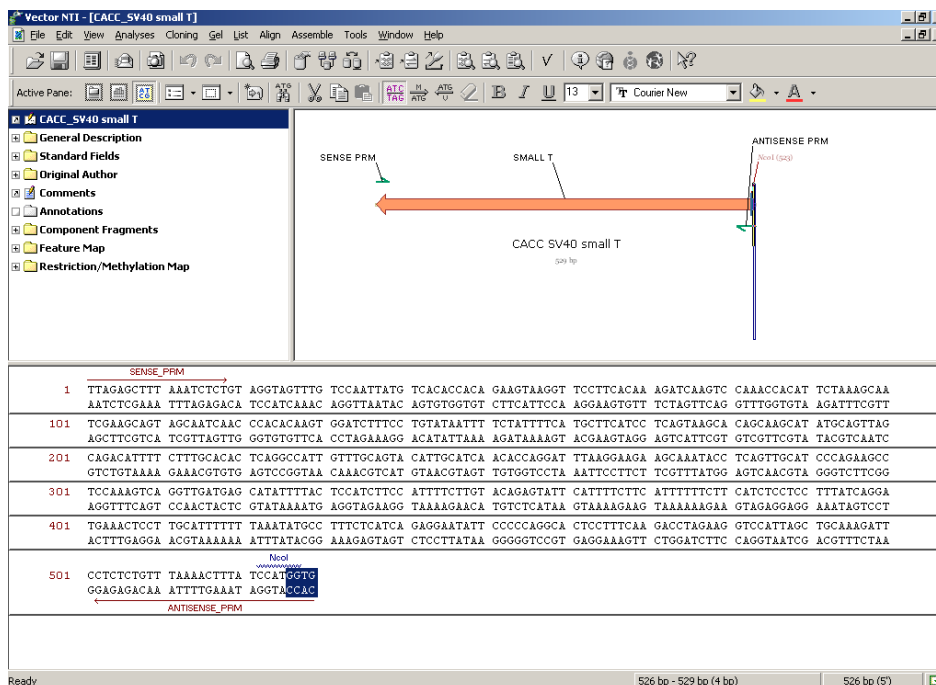 Vector NTI - [CACC_SV40 small T]
File Edit View Analyses Cloning Gel List Align Assemble Tools Window Help
Active Pane: 13 Courier New
CACC_SV40 small T
General Description
Standard Fields
Original Author
Comments
Annotations
Component Fragments
Feature Map
Restriction/Methylation Map
ANTISENSE PRM
SENSE PRM SMALL T NcoI (523)
CACC SV40 small T
529 bp
SENSE_PRM
1 TTAGAGCTTT AAATCTCTGT AGGTAGTTTG TCCAATTATG TCACACCACA GAAGTAAGGT TCCTTCACAA AGATCAAGTC CAAACCACAT TCTAAAGCAA
AATCTCGAAA TTTAGAGACA TCCATCAAAC AGGTTAATAC AGTGTGGTGT CTTCATTCCA AGGAAGTGTT TCTAGTTCAG GTTTGGTGTA AGATTTCGTT
101 TCGAAGCAGT AGCAATCAAC CCACACAAGT GGATCTTTCC TGTATAATTT TCTATTTTCA TGCTTCATCC TCAGTAAGCA CAGCAAGCAT ATGCAGTTAG
AGCTTCGTCA TCGTTAGTTG GGTGTGTTCA CCTAGAAAGG ACATATTAAA AGATAAAAGT ACGAAGTAGG AGTCATTCGT GTCGTTCGTA TACGTCAATC
201 CAGACATTTT CTTTGCACAC TCAGGCCATT GTTTGCAGTA CATTGCATCA ACACCAGGAT TTAAGGAAGA AGCAAATACC TCAGTTGCAT CCCAGAAGCC
GTCTGTAAAA GAAACGTGTG AGTCCGGTAA CAAACGTCAT GTAACGTAGT TGTGGTCCTA AATTCCTTCT TCGTTTATGG AGTCAACGTA GGGTCTTCGG
301 TCCAAAGTCA GGTTGATGAG CATATTTTAC TCCATCTTCC ATTTTCTTGT ACAGAGTATT CATTTTCTTC ATTTTTTCTT CATCTCCTCC TTTATCAGGA
AGGTTTCAGT CCAACTACTC GTATAAAATG AGGTAGAAGG TAAAAGAACA TGTCTCATAA GTAAAAGAAG TAAAAAAGAA GTAGAGGAGG AAATAGTCCT
401 TGAAACTCCT TGCATTTTTT TAAATATGCC TTTCTCATCA GAGGAATATT CCCCCAGGCA CTCCTTTCAA GACCTAGAAG GTCCATTAGC TGCAAAGATT
ACTTTGAGGA ACGTAAAAAA ATTTATACGG AAAGAGTAGT CTCCTTATAA GGGGGTCCGT GAGGAAAGTT CTGGATCTTC CAGGTAATCG ACGTTTCTAA
NcoI
501 CCTCTCTGTT TAAAACTTTA TCCATGGTG
GGAGAGACAA ATTTTGAAAT AGGTACCAC
ANTISENSE_PRM
Ready 526 bp - 529 bp (4 bp) 526 bp (5')